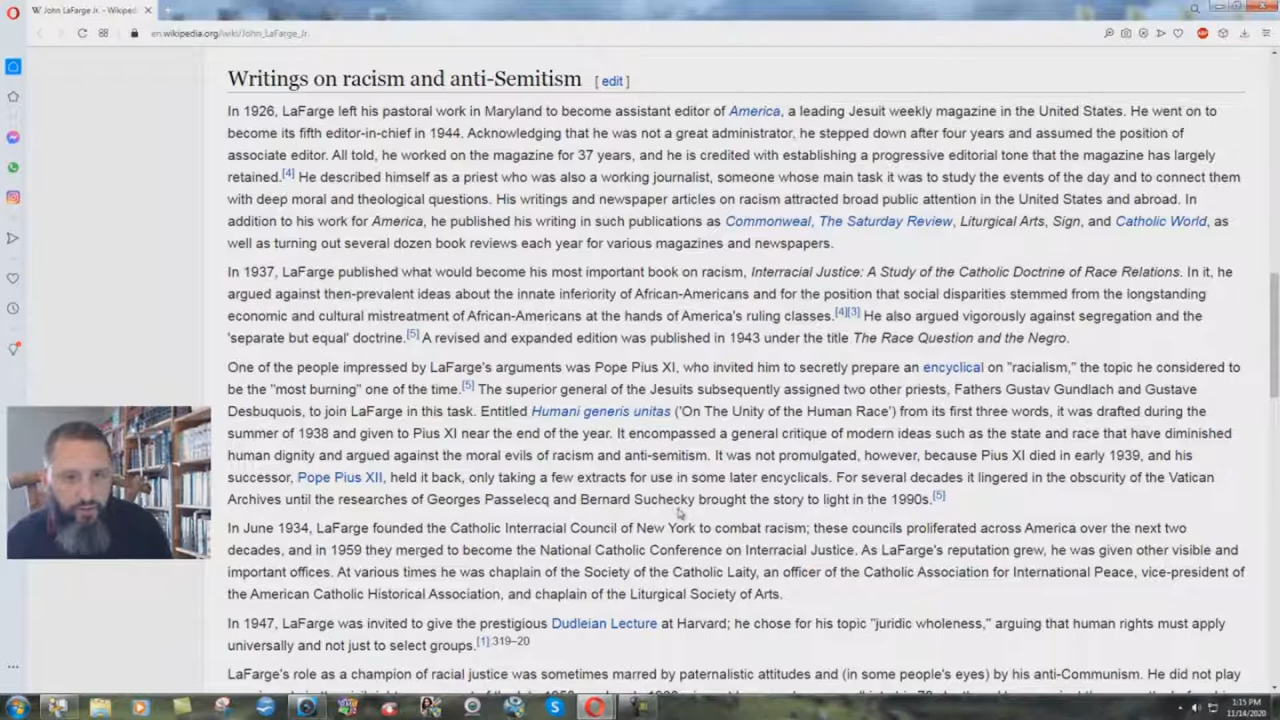 W John LaFarge Jr. - Wikiped
en.wikipedia.org/wiki/John_LaFarge_Jr.
Writings on racism and anti-Semitism [ edit ]
In 1926, LaFarge left his pastoral work in Maryland to become assistant editor of America, a leading Jesuit weekly magazine in the United States. He went on to
become its fifth editor-in-chief in 1944. Acknowledging that he was not a great administrator, he stepped down after four years and assumed the position of
associate editor. All told, he worked on the magazine for 37 years, and he is credited with establishing a progressive editorial tone that the magazine has largely
retained.[4] He described himself as a priest who was also a working journalist, someone whose main task it was to study the events of the day and to connect them
with deep moral and theological questions. His writings and newspaper articles on racism attracted broad public attention in the United States and abroad. In
addition to his work for America, he published his writing in such publications as Commonweal, The Saturday Review, Liturgical Arts, Sign, and Catholic World, as
well as turning out several dozen book reviews each year for various magazines and newspapers.
In 1937, LaFarge published what would become his most important book on racism, Interracial Justice: A Study of the Catholic Doctrine of Race Relations. In it, he
argued against then-prevalent ideas about the innate inferiority of African-Americans and for the position that social disparities stemmed from the longstanding
economic and cultural mistreatment of African-Americans at the hands of America's ruling classes.[4][3] He also argued vigorously against segregation and the
'separate but equal' doctrine.[5] A revised and expanded edition was published in 1943 under the title The Race Question and the Negro.
One of the people impressed by LaFarge's arguments was Pope Pius XI, who invited him to secretly prepare an encyclical on "racialism," the topic he considered to
be the "most burning" one of the time.[5] The superior general of the Jesuits subsequently assigned two other priests, Fathers Gustav Gundlach and Gustave
Desbuquois, to join LaFarge in this task. Entitled Humani generis unitas ('On The Unity of the Human Race') from its first three words, it was drafted during the
summer of 1938 and given to Pius XI near the end of the year. It encompassed a general critique of modern ideas such as the state and race that have diminished
human dignity and argued against the moral evils of racism and anti-semitism. It was not promulgated, however, because Pius XI died in early 1939, and his
successor, Pope Pius XII, held it back, only taking a few extracts for use in some later encyclicals. For several decades it lingered in the obscurity of the Vatican
Archives until the researches of Georges Passelecq and Bernard Suchecky brought the story to light in the 1990s.[5]
In June 1934, LaFarge founded the Catholic Interracial Council of New York to combat racism; these councils proliferated across America over the next two
decades, and in 1959 they merged to become the National Catholic Conference on Interracial Justice. As LaFarge's reputation grew, he was given other visible and
important offices. At various times he was chaplain of the Society of the Catholic Laity, an officer of the Catholic Association for International Peace, vice-president of
the American Catholic Historical Association, and chaplain of the Liturgical Society of Arts.
In 1947, LaFarge was invited to give the prestigious Dudleian Lecture at Harvard; he chose for his topic "juridic wholeness," arguing that human rights must apply
universally and not just to select groups.[1]:319–20
LaFarge's role as a champion of racial justice was sometimes marred by paternalistic attitudes and (in some people's eyes) by his anti-Communism. He did not play
1:15 PM
11/14/2020